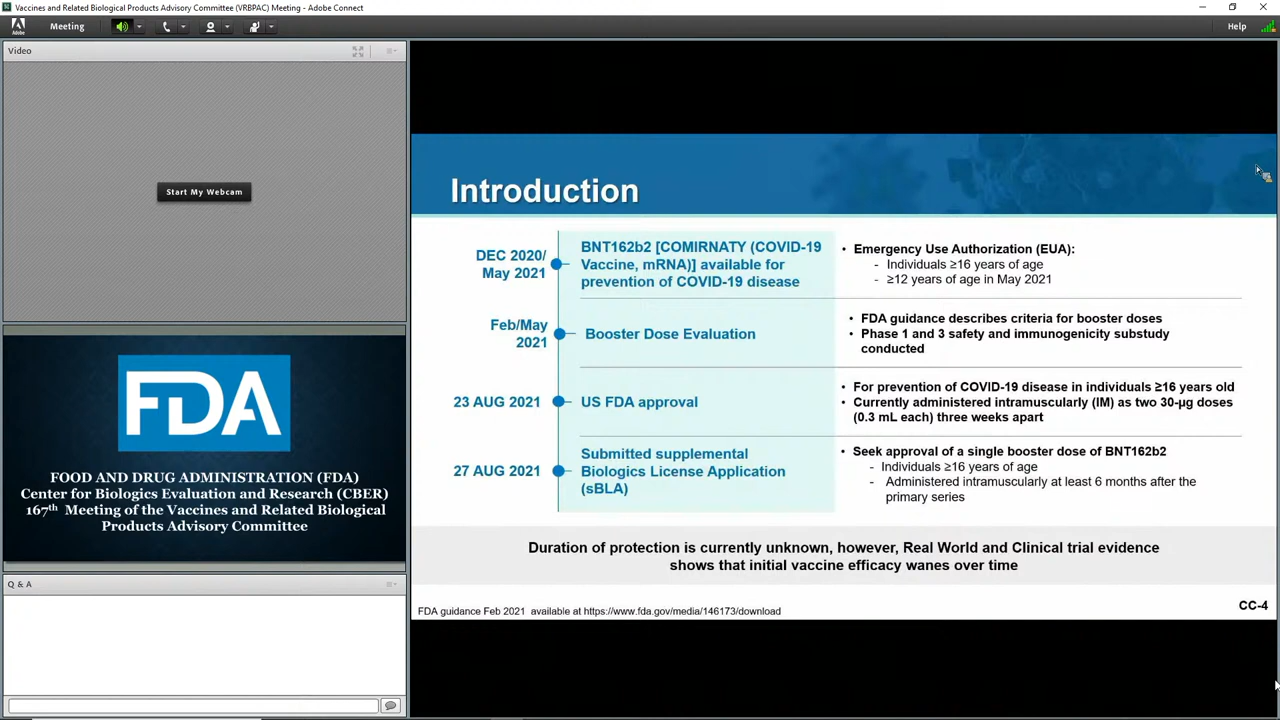 Vaccines and Related Biological Products Advisory Committee (VRBPAC) Meeting - Adobe Connect
Adobe
Meeting
Help
Video
Start My Webcam
FDA
FOOD AND DRUG ADMINISTRATION (FDA)
Center for Biologics Evaluation and Research (CBER)
167th Meeting of the Vaccines and Related Biological
Products Advisory Committee
Q & A
Introduction
DEC 2020/
May 2021
BNT162b2 [COMIRNATY (COVID-19
Vaccine, mRNA)] available for
prevention of COVID-19 disease
• Emergency Use Authorization (EUA):
- Individuals ≥16 years of age
- ≥12 years of age in May 2021
Feb/May
2021
Booster Dose Evaluation
• FDA guidance describes criteria for booster doses
• Phase 1 and 3 safety and immunogenicity substudy
conducted
23 AUG 2021
US FDA approval
• For prevention of COVID-19 disease in individuals ≥16 years old
• Currently administered intramuscularly (IM) as two 30-µg doses
(0.3 mL each) three weeks apart
27 AUG 2021
Submitted supplemental
Biologics License Application
(sBLA)
• Seek approval of a single booster dose of BNT162b2
- Individuals ≥16 years of age
- Administered intramuscularly at least 6 months after the
primary series
Duration of protection is currently unknown, however, Real World and Clinical trial evidence
shows that initial vaccine efficacy wanes over time
FDA guidance Feb 2021 available at https://www.fda.gov/media/146173/download
CC-4